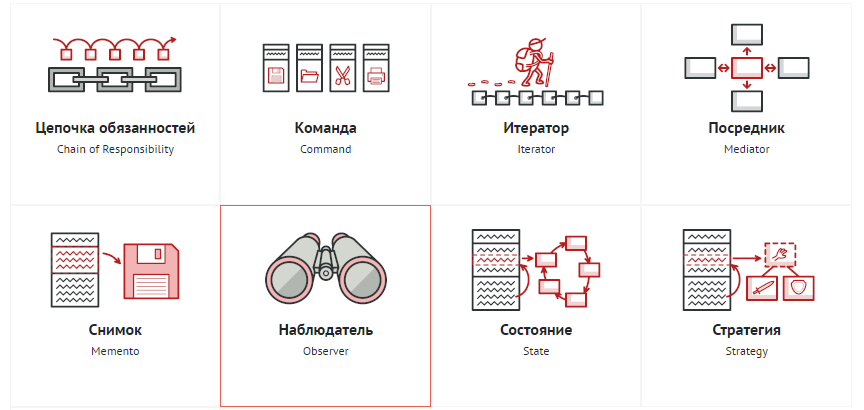 Цепочка обязанностей
Chain of Responsibility
Команда
Command
Итератор
Iterator
Посредник
Mediator
Снимок
Memento
Наблюдатель
Observer
Состояние
State
Стратегия
Strategy